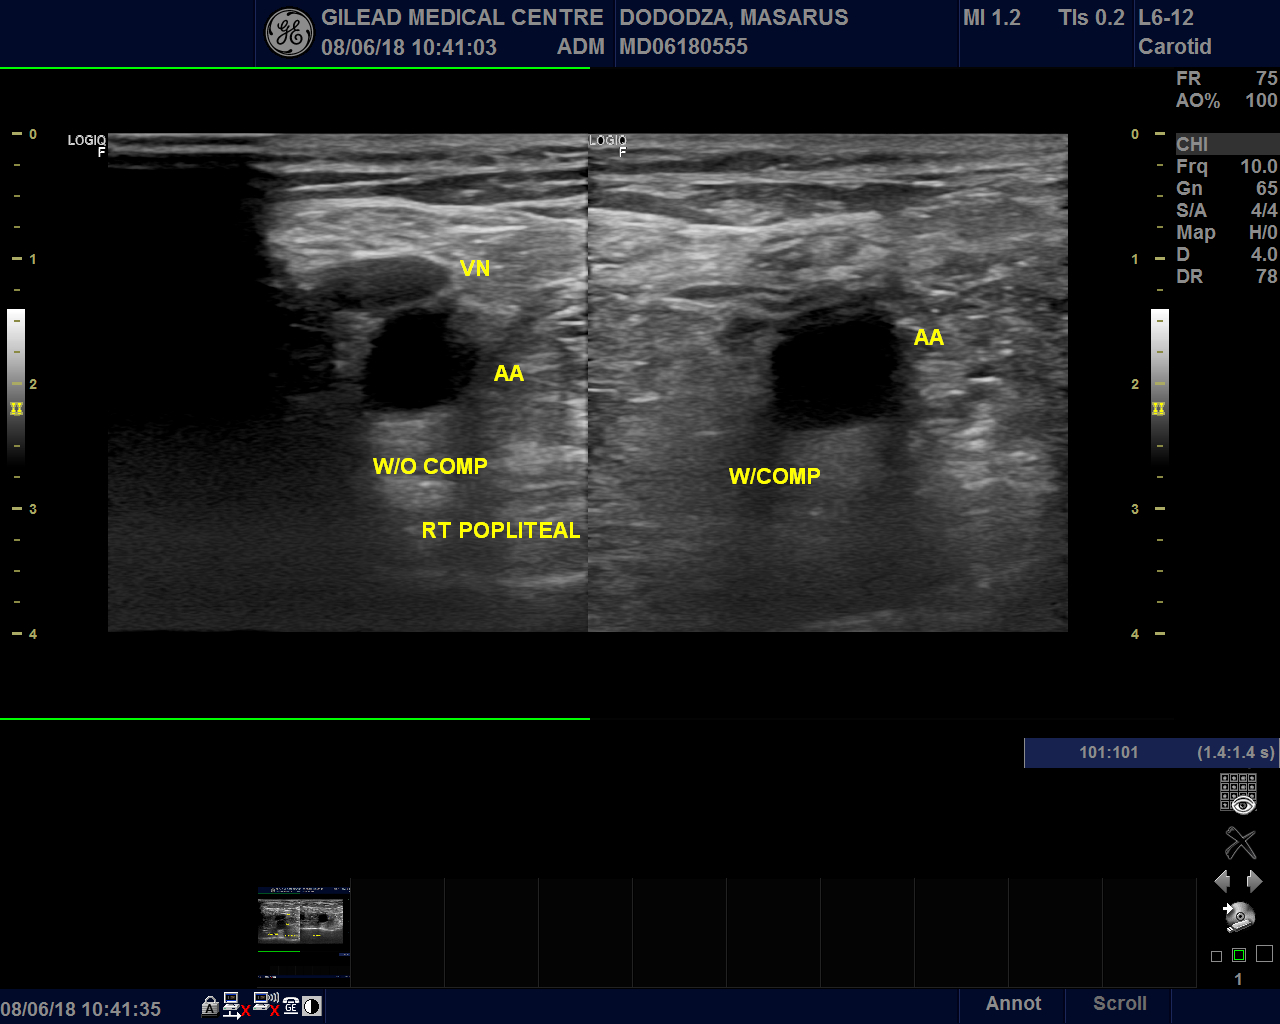 GILEAD MEDICAL CENTRE
08/06/18 10:41:03 ADM
DODODZA, MASARUS
MD06180555
MI 1.2 TIs 0.2
L6-12
Carotid
FR 75
AO% 100
CHI
Frq 10.0
Gn 65
S/A 4/4
Map H/0
D 4.0
DR 78
0
1
2
3
4
LOGIQ
F
VN
AA
W/O COMP
RT POPLITEAL
LOGIQ
F
AA
W/COMP
0
1
2
3
4
101:101 (1.4:1.4 s)
1
08/06/18 10:41:35
Annot
Scroll